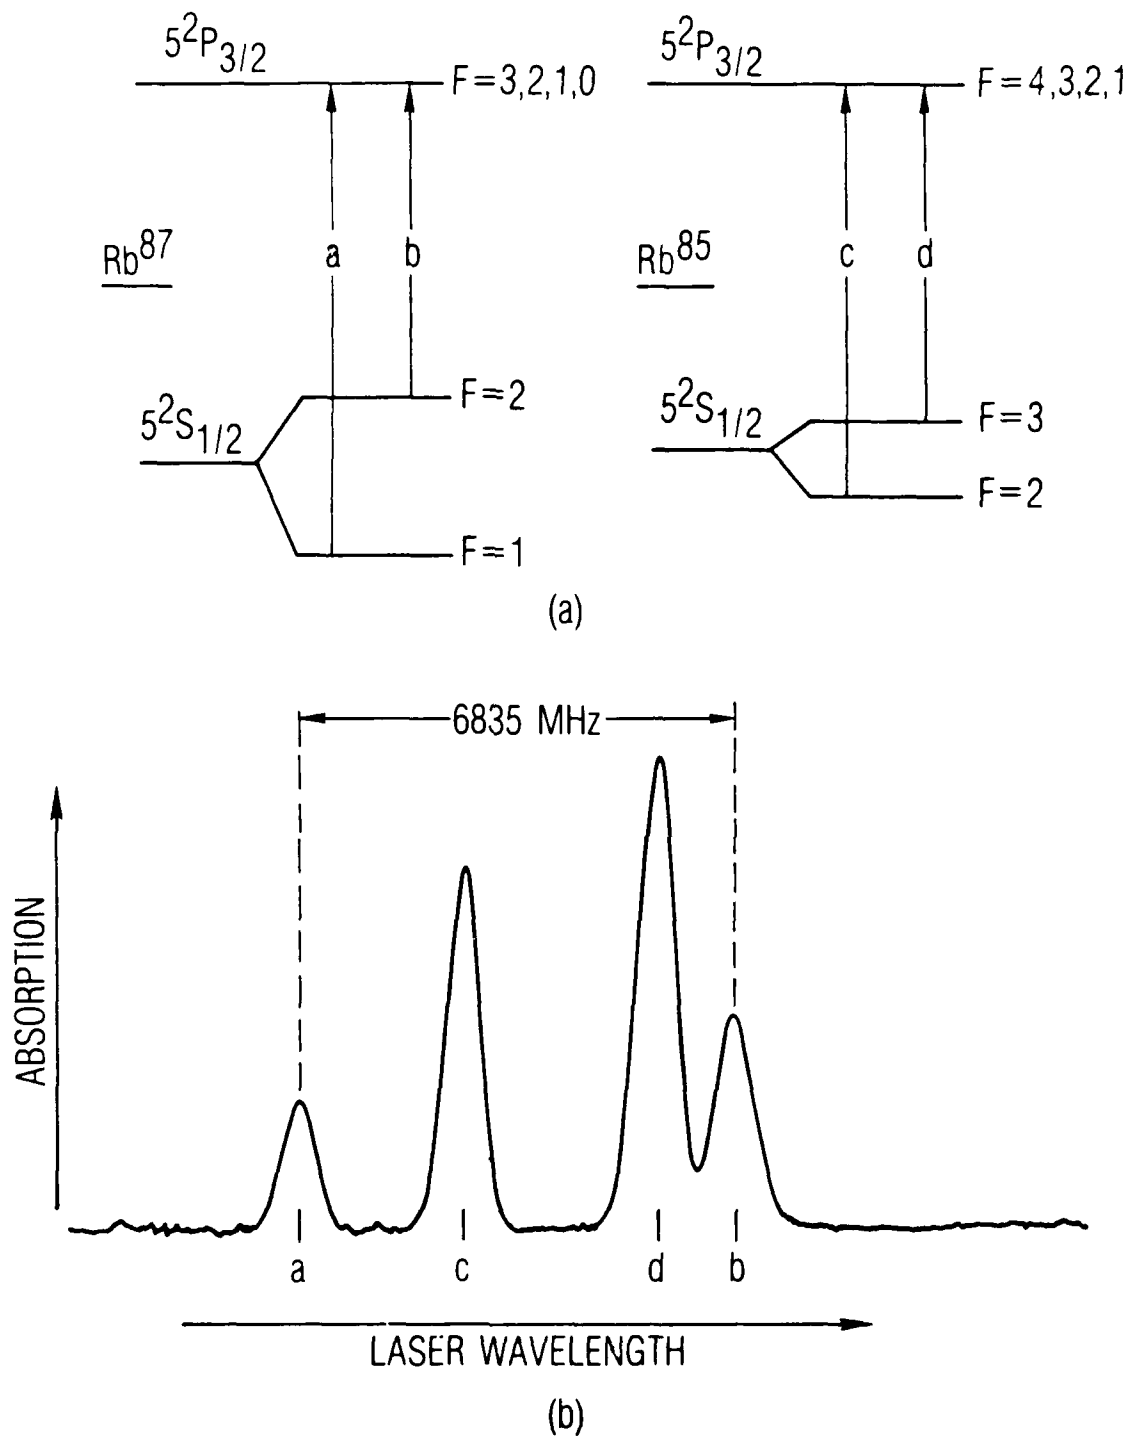 5²P3/2
F=3,2,1,0
5²P3/2
F=4,3,2,1
Rb87
a
b
Rb85
c
d
5²S1/2
F=2
F=1
5²S1/2
F=3
F=2
(a)
6835 MHz
ABSORPTION
a
c
d
b
LASER WAVELENGTH
(b)